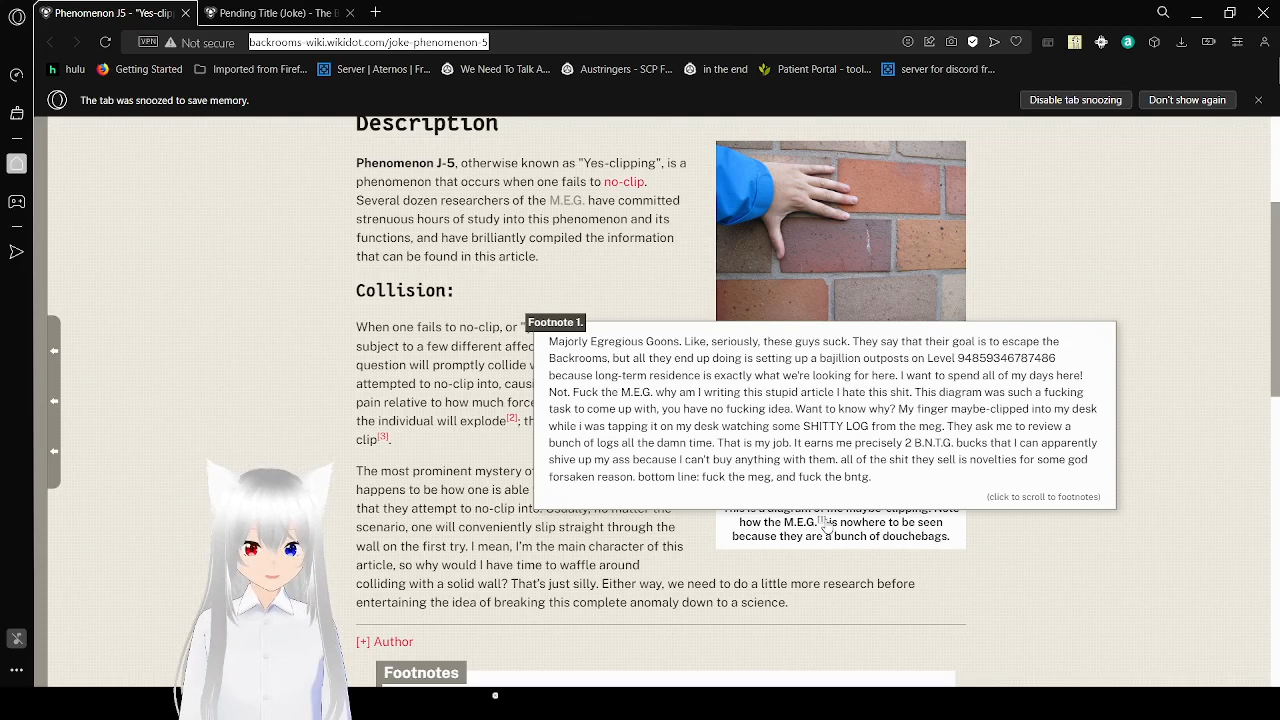 Phenomenon J5 - "Yes-clip
Pending Title (Joke) - The B
VPN
Not secure
backrooms-wiki.wikidot.com/joke-phenomenon-5
hulu
Getting Started
Imported from Firef...
Server | Aternos | Fr...
We Need To Talk A...
Austringers - SCP F...
in the end
Patient Portal - tool...
server for discord fr...
The tab was snoozed to save memory.
Disable tab snoozing
Don't show again
Description
Phenomenon J-5, otherwise known as "Yes-clipping", is a
phenomenon that occurs when one fails to no-clip.
Several dozen researchers of the M.E.G. have committed
strenuous hours of study into this phenomenon and its
functions, and have brilliantly compiled the information
that can be found in this article.
Collision:
When one fails to no-clip, or "
subject to a few different affec
question will promptly collide w
attempted to no-clip into, causi
pain relative to how much force
the individual will explode[2]; th
clip[3].
The most prominent mystery of
happens to be how one is able
that they attempt to no-clip into. Usually, no matter the
scenario, one will conveniently slip straight through the
wall on the first try. I mean, I'm the main character of this
article, so why would I have time to waffle around
colliding with a solid wall? That's just silly. Either way, we need to do a little more research before
entertaining the idea of breaking this complete anomaly down to a science.
Footnote 1.
Majorly Egregious Goons. Like, seriously, these guys suck. They say that their goal is to escape the
Backrooms, but all they end up doing is setting up a bajillion outposts on Level 94859346787486
because long-term residence is exactly what we're looking for here. I want to spend all of my days here!
Not. Fuck the M.E.G. why am I writing this stupid article I hate this shit. This diagram was such a fucking
task to come up with, you have no fucking idea. Want to know why? My finger maybe-clipped into my desk
while i was tapping it on my desk watching some SHITTY LOG from the meg. They ask me to review a
bunch of logs all the damn time. That is my job. It earns me precisely 2 B.N.T.G. bucks that I can apparently
shive up my ass because I can't buy anything with them. all of the shit they sell is novelties for some god
forsaken reason. bottom line: fuck the meg, and fuck the bntg.
(click to scroll to footnotes)
This is a diagram of the maybe-clipping. Note
how the M.E.G.[1] is nowhere to be seen
because they are a bunch of douchebags.
[+] Author
Footnotes